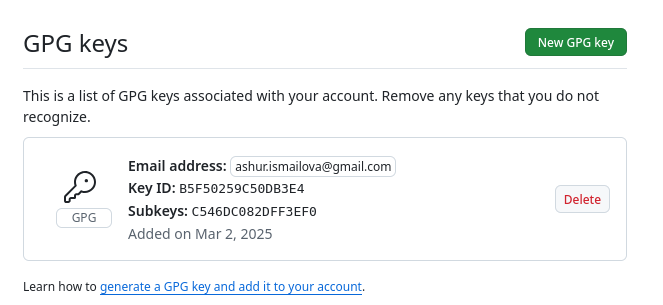 GPG keys
New GPG key
This is a list of GPG keys associated with your account. Remove any keys that you do not
recognize.
Email address: ashur.ismailova@gmail.com
Key ID: B5F50259C50DB3E4
GPG
Subkeys: C546DC082DFF3EF0
Added on Mar 2, 2025
Delete
Learn how to generate a GPG key and add it to your account.